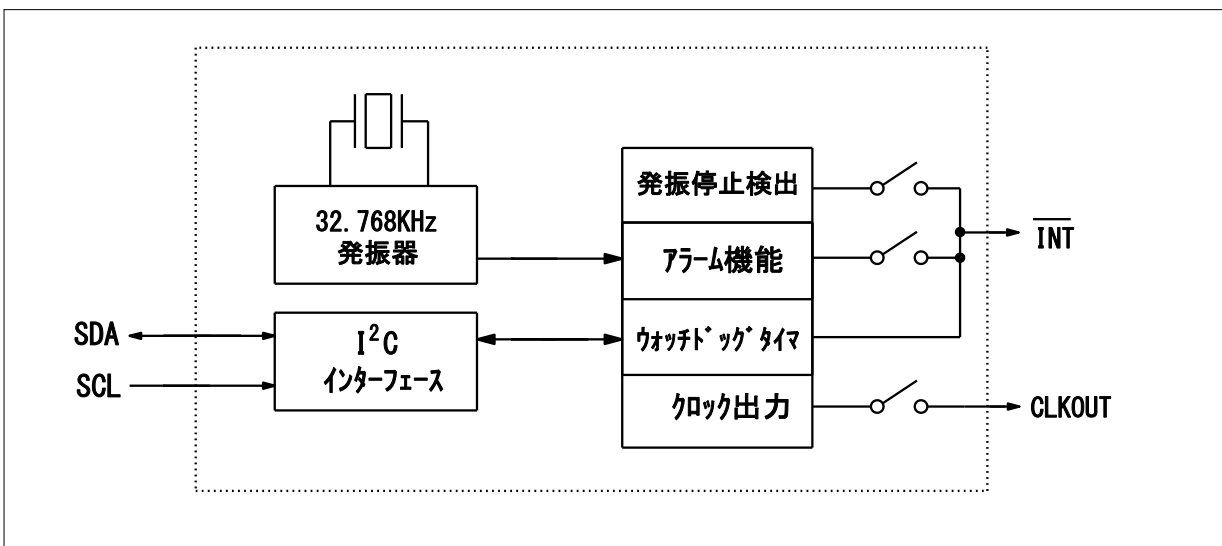 32.768KHz
発振器
SDA
SCL
I²C
インターフェース
発振停止検出
アラーム機能
ウォッチドッグタイマ
クロック出力
I̅N̅T̅
CLKOUT